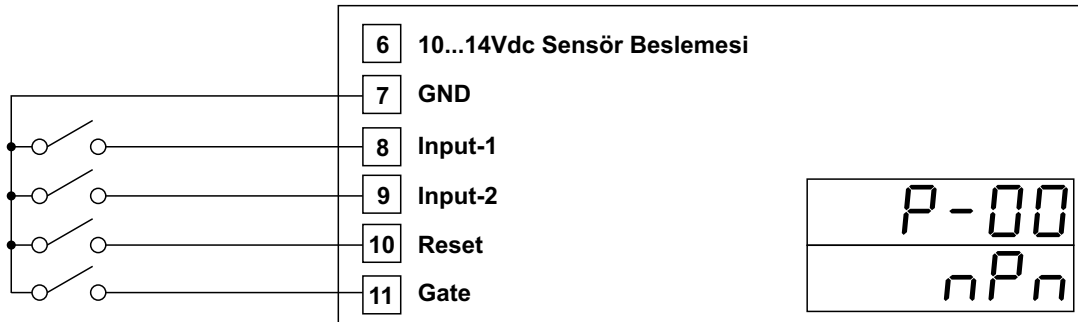 6 10...14Vdc Sensör Beslemesi
7 GND
8 Input-1
9 Input-2
10 Reset
11 Gate
P-00
nPn